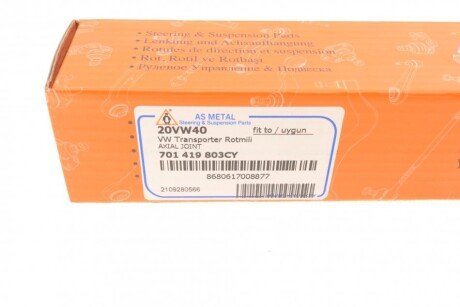 • Steering & Suspension Parts
• Lenkung und Achsaufhangung
• Rotules de direction et suspension
• Rot, Rotil ve Rotbaşı
• Рулевое Управление & Подвеска
AS METAL
Steering & Suspension Parts
20VW40 fit to / uygun
VW Transporter Rotmili
AXIAL JOINT
701 419 803CY
8680617008877
2109280566